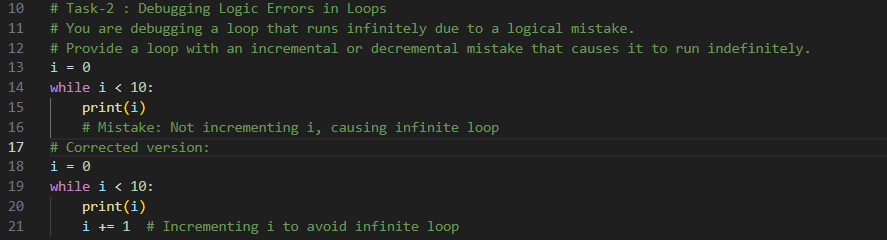 10 # Task-2 : Debugging Logic Errors in Loops
11 # You are debugging a loop that runs infinitely due to a logical mistake.
12 # Provide a loop with an incremental or decremental mistake that causes it to run indefinitely.
13 i = 0
14 while i < 10:
15     print(i)
16     # Mistake: Not incrementing i, causing infinite loop
17 # Corrected version:
18 i = 0
19 while i < 10:
20     print(i)
21     i += 1  # Incrementing i to avoid infinite loop